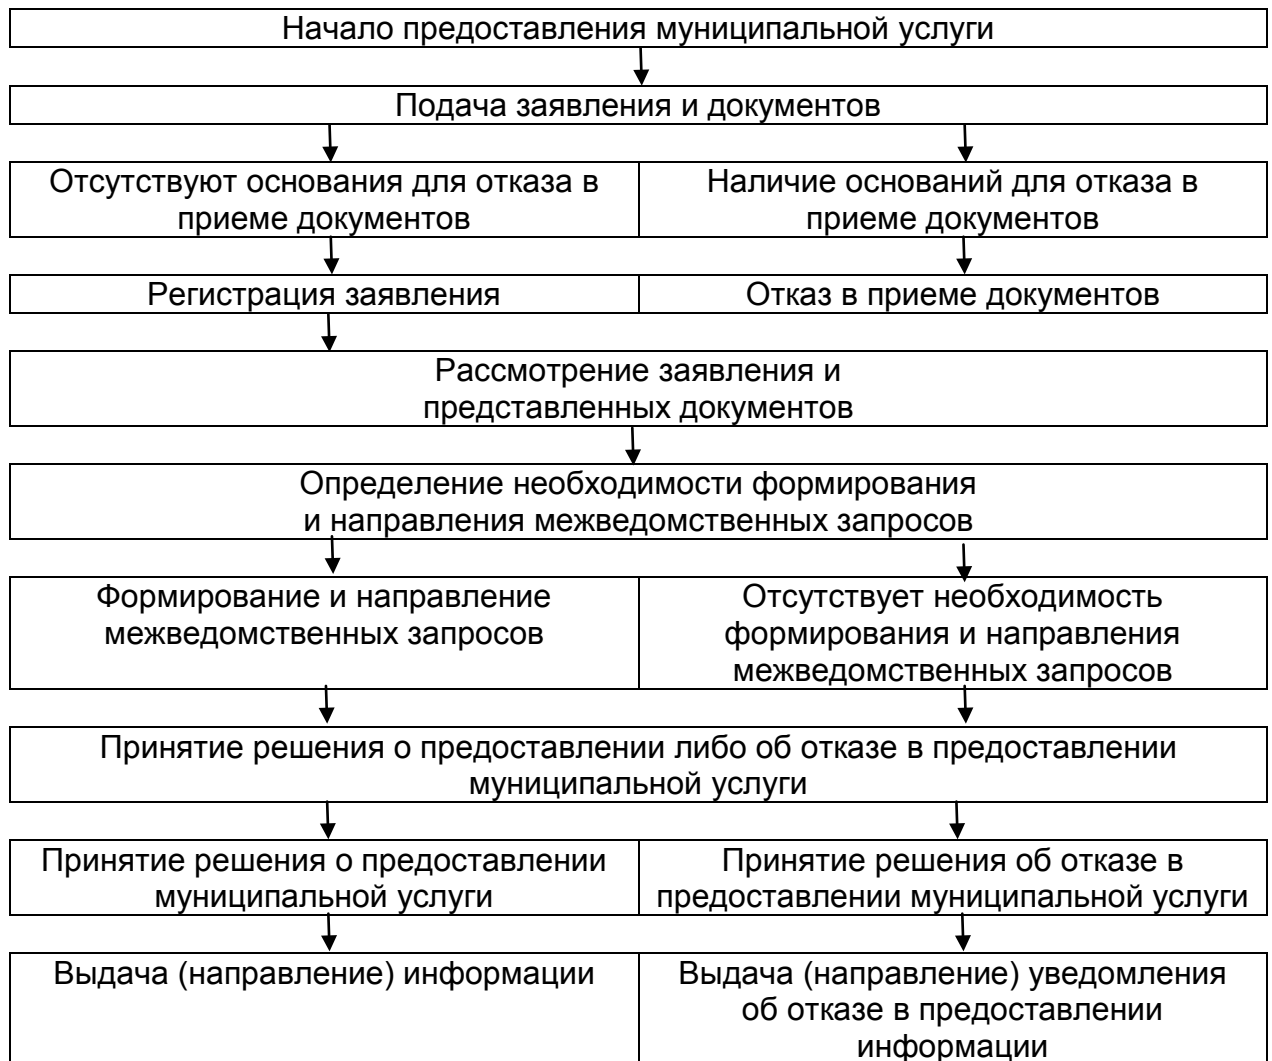 Начало предоставления муниципальной услуги
Подача заявления и документов
Отсутствуют основания для отказа в
приеме документов
Наличие оснований для отказа в
приеме документов
Регистрация заявления
Отказ в приеме документов
Рассмотрение заявления и
представленных документов
Определение необходимости формирования
и направления межведомственных запросов
Формирование и направление
межведомственных запросов
Отсутствует необходимость
формирования и направления
межведомственных запросов
Принятие решения о предоставлении либо об отказе в предоставлении
муниципальной услуги
Принятие решения о предоставлении
муниципальной услуги
Принятие решения об отказе в
предоставлении муниципальной услуги
Выдача (направление) информации
Выдача (направление) уведомления
об отказе в предоставлении
информации